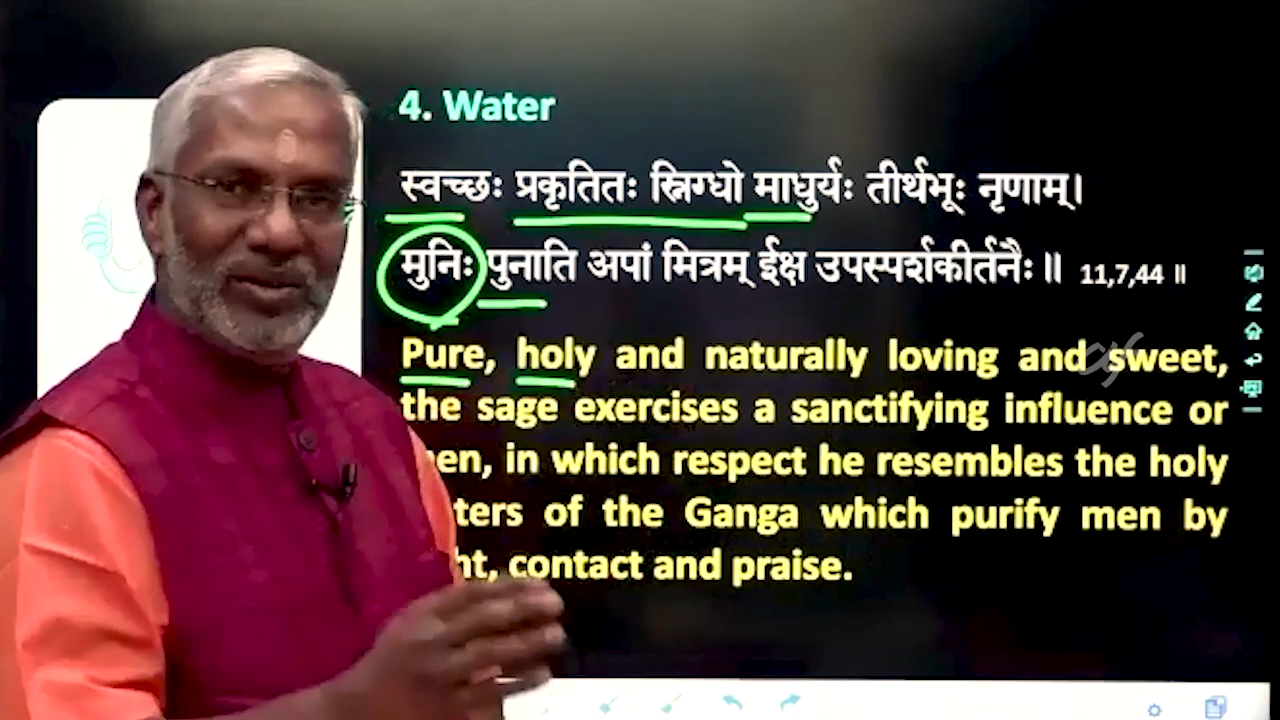 4. Water
स्वच्छः प्रकृतितः स्निग्धो माधुर्यः तीर्थभूः नृणाम्।
मुनिः पुनाति अपां मित्रम् ईक्ष उपस्पर्शकीर्तनैः॥ 11,7,44 ॥
Pure, holy and naturally loving and sweet,
the sage exercises a sanctifying influence or
en, in which respect he resembles the holy
ters of the Ganga which purify men by
ht, contact and praise.